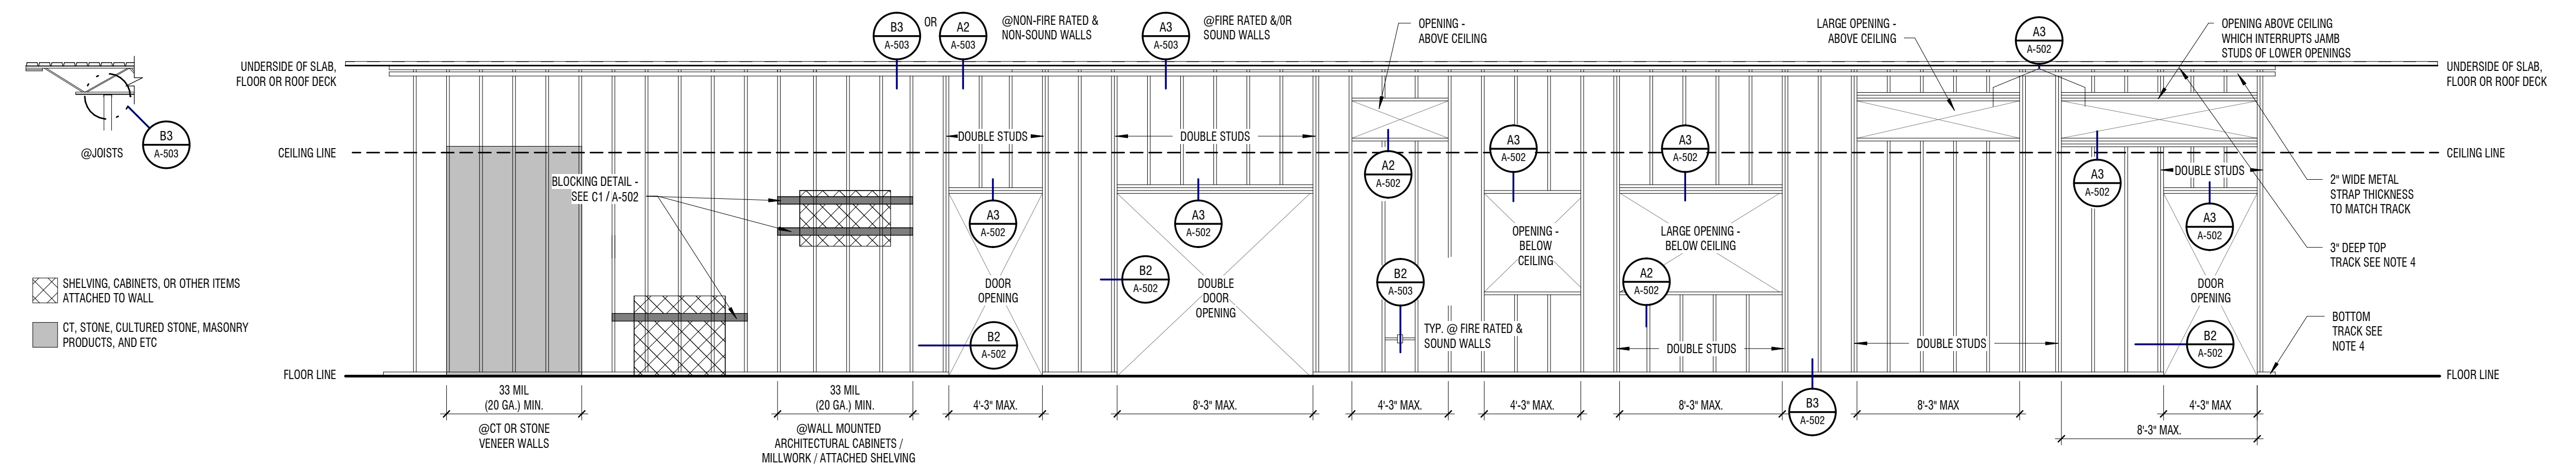 B3
A-503
OR
A2
A-503
@NON-FIRE RATED &
NON-SOUND WALLS
A3
A-503
@FIRE RATED &/OR
SOUND WALLS
OPENING -
ABOVE CEILING
LARGE OPENING -
ABOVE CEILING
A3
A-502
OPENING ABOVE CEILING
WHICH INTERRUPTS JAMB
STUDS OF LOWER OPENINGS
UNDERSIDE OF SLAB,
FLOOR OR ROOF DECK
UNDERSIDE OF SLAB,
FLOOR OR ROOF DECK
B3
A-503
@JOISTS
DOUBLE STUDS
DOUBLE STUDS
CEILING LINE
CEILING LINE
A3
A-502
A3
A-502
A2
A-502
A3
A-502
DOUBLE STUDS
BLOCKING DETAIL -
SEE C1 / A-502
2" WIDE METAL
STRAP THICKNESS
TO MATCH TRACK
A3
A-502
A3
A-502
A3
A-502
OPENING -
BELOW
CEILING
LARGE OPENING -
BELOW CEILING
3" DEEP TOP
TRACK SEE NOTE 4
SHELVING, CABINETS, OR OTHER ITEMS
ATTACHED TO WALL
B2
A-502
B2
A-503
A2
A-502
DOOR
OPENING
DOUBLE
DOOR
OPENING
DOOR
OPENING
CT, STONE, CULTURED STONE, MASONRY
PRODUCTS, AND ETC
B2
A-502
TYP. @ FIRE RATED &
SOUND WALLS
DOUBLE STUDS
DOUBLE STUDS
B2
A-502
BOTTOM
TRACK SEE
NOTE 4
FLOOR LINE
FLOOR LINE
33 MIL
(20 GA.) MIN.
33 MIL
(20 GA.) MIN.
4'-3" MAX.
8'-3" MAX.
4'-3" MAX.
4'-3" MAX.
8'-3" MAX.
B3
A-502
8'-3" MAX
4'-3" MAX
8'-3" MAX.
@CT OR STONE
VENEER WALLS
@WALL MOUNTED
ARCHITECTURAL CABINETS /
MILLWORK / ATTACHED SHELVING